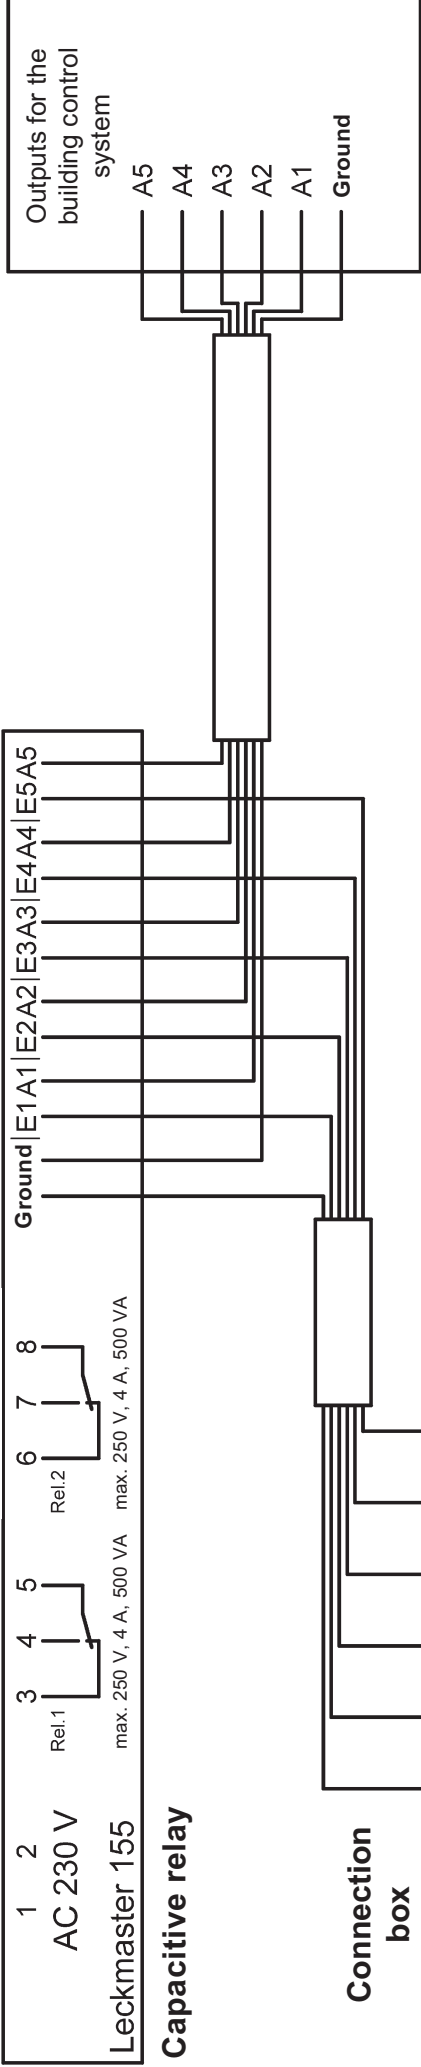 1 2
AC 230 V
Leckmaster 155
3 4 5
Rel.1
max. 250 V, 4 A, 500 VA
6 7 8
Rel.2
max. 250 V, 4 A, 500 VA
Ground|E1A1|E2A2|E3A3|E4A4|E5A5
Capacitive relay
Connection
box
Outputs for the
building control
system
A5
A4
A3
A2
A1
Ground